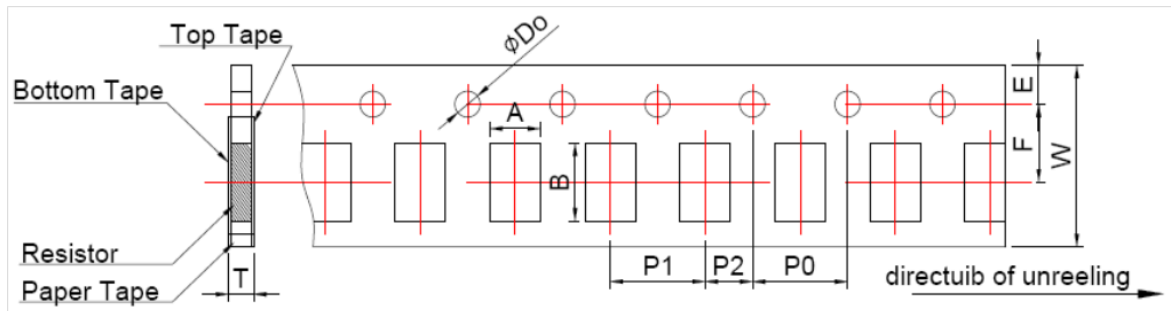 Top Tape
ϕDo
Bottom Tape
A
E
F
W
B
Resistor
Paper Tape
T
P1
P2
P0
directuib of unreeling